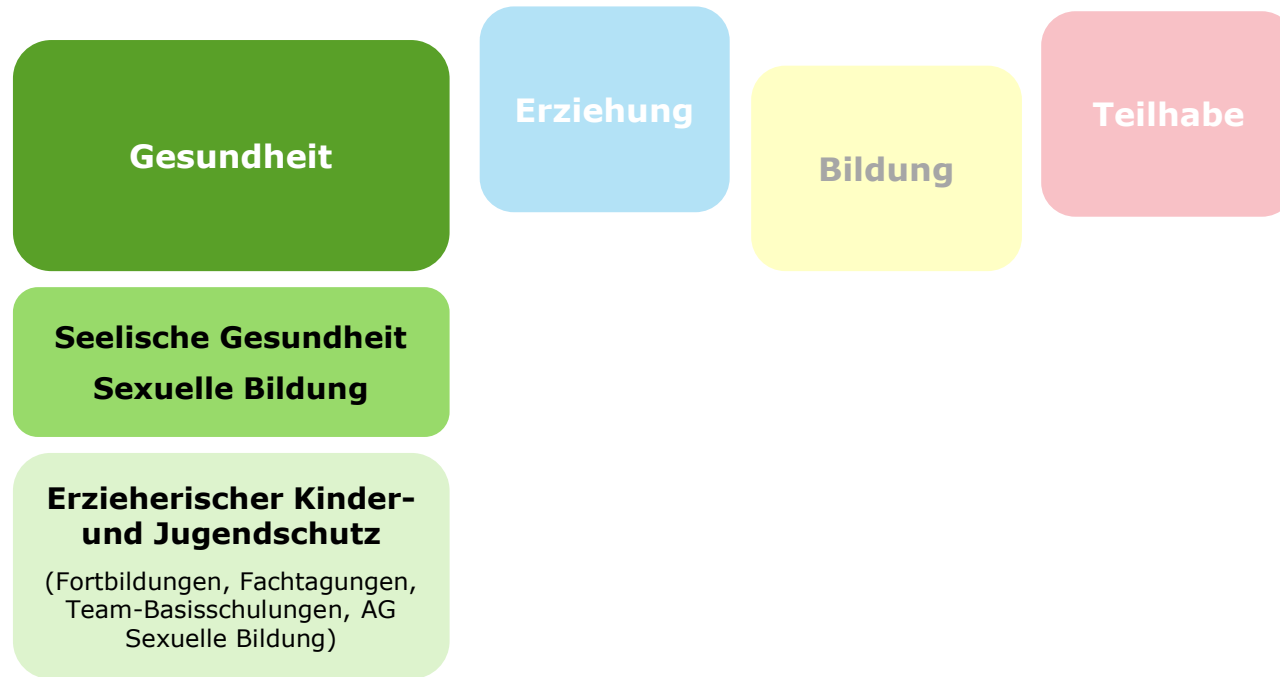 Gesundheit
Erziehung
Bildung
Teilhabe
Seelische Gesundheit
Sexuelle Bildung
Erzieherischer Kinder-
und Jugendschutz
(Fortbildungen, Fachtagungen,
Team-Basisschulungen, AG
Sexuelle Bildung)